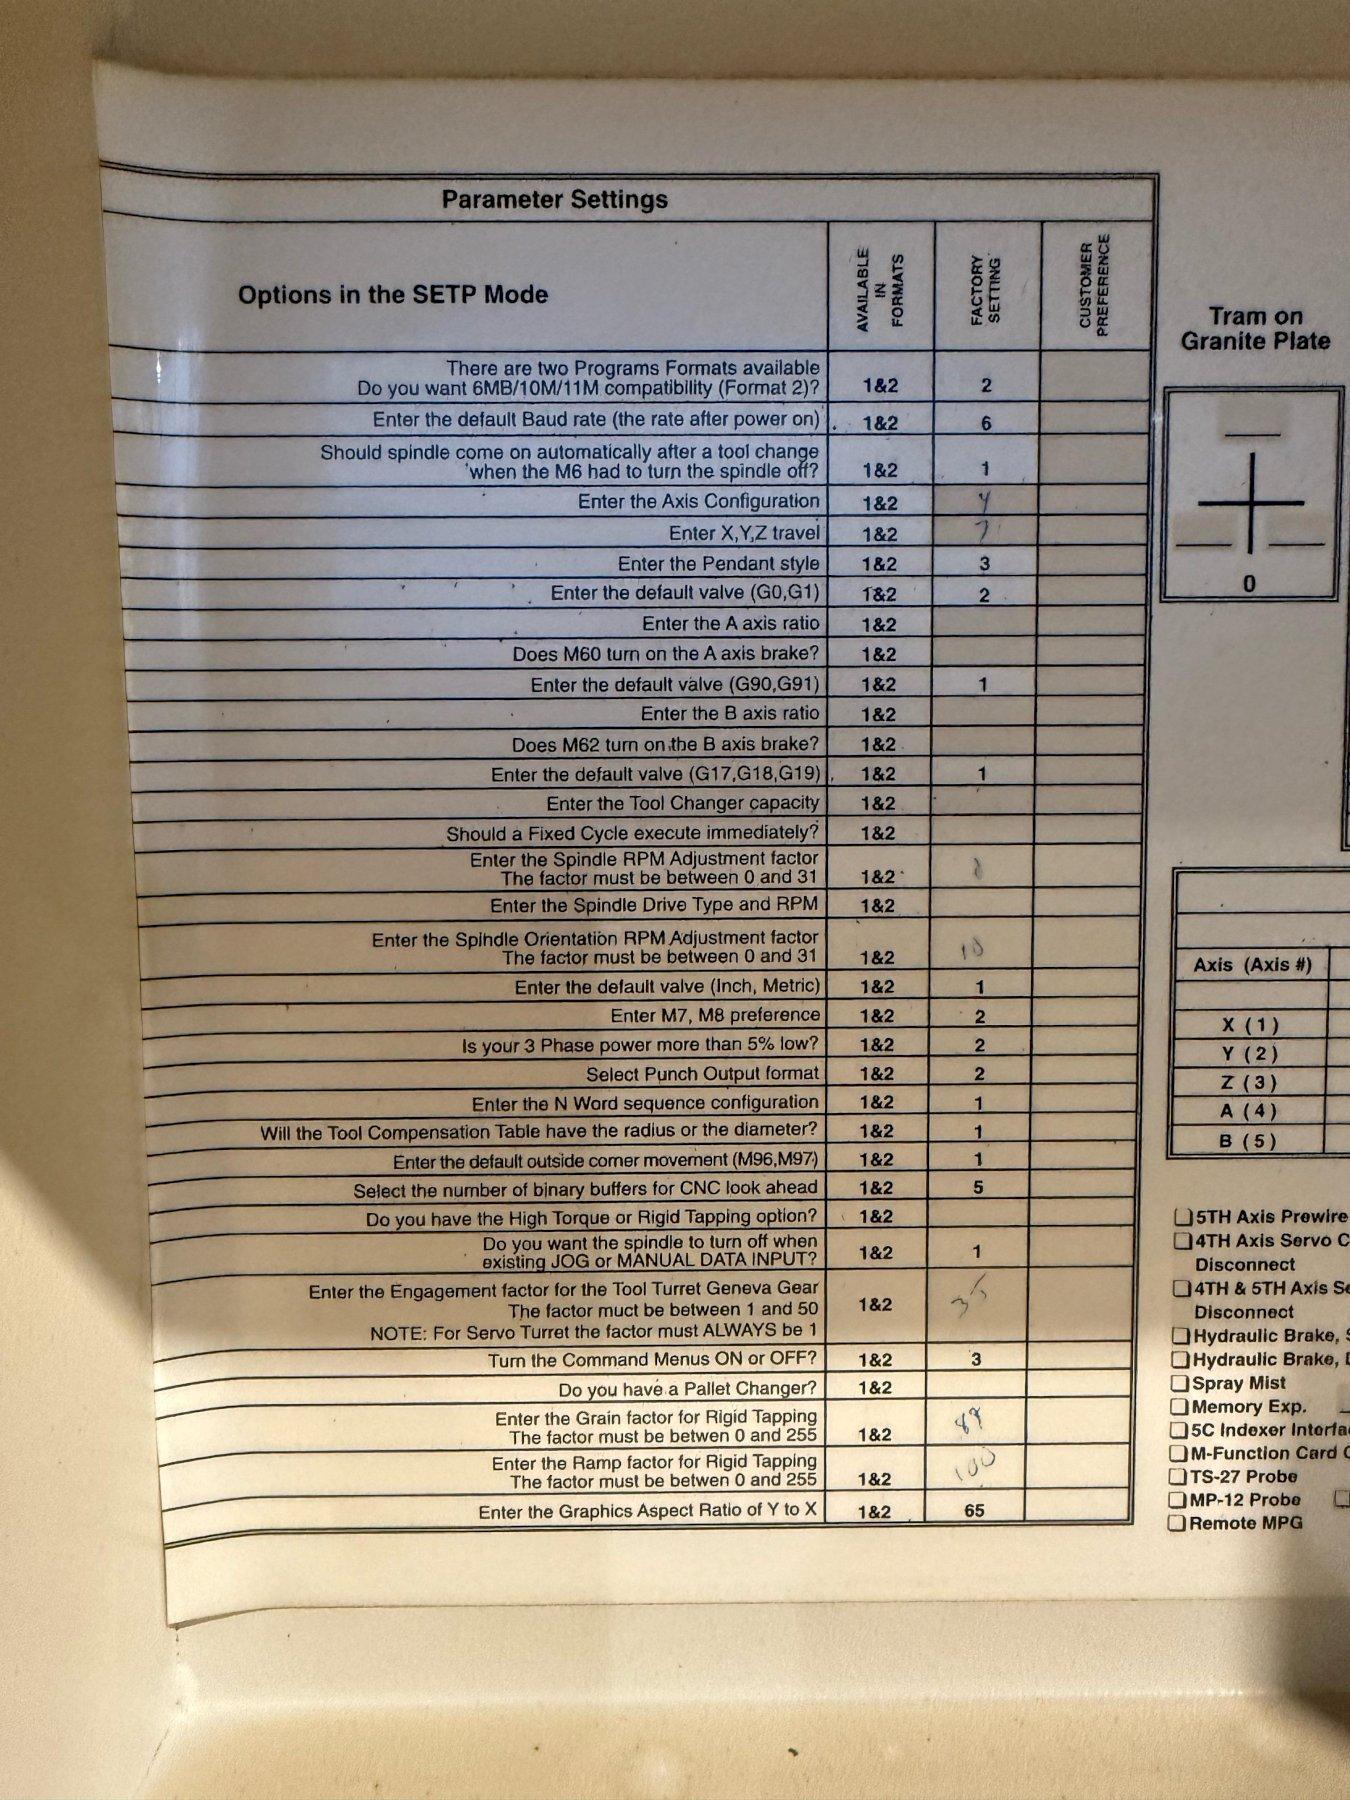 Parameter Settings
Options in the SETP Mode
AVAILABLE
IN
FORMATS
FACTORY
SETTING
CUSTOMER
PREFERENCE
There are two Programs Formats available
Do you want 6MB/10M/11M compatibility (Format 2)? 1&2 2
Enter the default Baud rate (the rate after power on) 1&2 6
Should spindle come on automatically after a tool change
when the M6 had to turn the spindle off? 1&2 1
Enter the Axis Configuration 1&2 4
Enter X,Y,Z travel 1&2 7
Enter the Pendant style 1&2 3
Enter the default valve (G0,G1) 1&2 2
Enter the A axis ratio 1&2
Does M60 turn on the A axis brake? 1&2
Enter the default valve (G90,G91) 1&2 1
Enter the B axis ratio 1&2
Does M62 turn on the B axis brake? 1&2
Enter the default valve (G17,G18,G19) 1&2 1
Enter the Tool Changer capacity 1&2
Should a Fixed Cycle execute immediately? 1&2
Enter the Spindle RPM Adjustment factor
The factor must be between 0 and 31 1&2
Enter the Spindle Drive Type and RPM 1&2
Enter the Spindle Orientation RPM Adjustment factor
The factor must be between 0 and 31 1&2 10
Enter the default valve (Inch, Metric) 1&2 1
Enter M7, M8 preference 1&2 2
Is your 3 Phase power more than 5% low? 1&2 2
Select Punch Output format 1&2 2
Enter the N Word sequence configuration 1&2 1
Will the Tool Compensation Table have the radius or the diameter? 1&2 1
Enter the default outside corner movement (M96,M97) 1&2 1
Select the number of binary buffers for CNC look ahead 1&2 5
Do you have the High Torque or Rigid Tapping option? 1&2
Do you want the spindle to turn off when
existing JOG or MANUAL DATA INPUT? 1&2 1
Enter the Engagement factor for the Tool Turret Geneva Gear
The factor muct be between 1 and 50 1&2 35
NOTE: For Servo Turret the factor must ALWAYS be 1
Turn the Command Menus ON or OFF? 1&2 3
Do you have a Pallet Changer? 1&2
Enter the Grain factor for Rigid Tapping
The factor must be betwen 0 and 255 1&2
Enter the Ramp factor for Rigid Tapping
The factor must be betwen 0 and 255 1&2 100
Enter the Graphics Aspect Ratio of Y to X 1&2 65
Tram on
Granite Plate
0
Axis (Axis #)
X (1)
Y (2)
Z (3)
A (4)
B (5)
5TH Axis Prewire
4TH Axis Servo
Disconnect
4TH & 5TH Axis
Disconnect
Hydraulic Brake,
Hydraulic Brake,
Spray Mist
Memory Exp.
5C Indexer
M-Function Card
TS-27 Probe
MP-12 Probe
Remote MPG